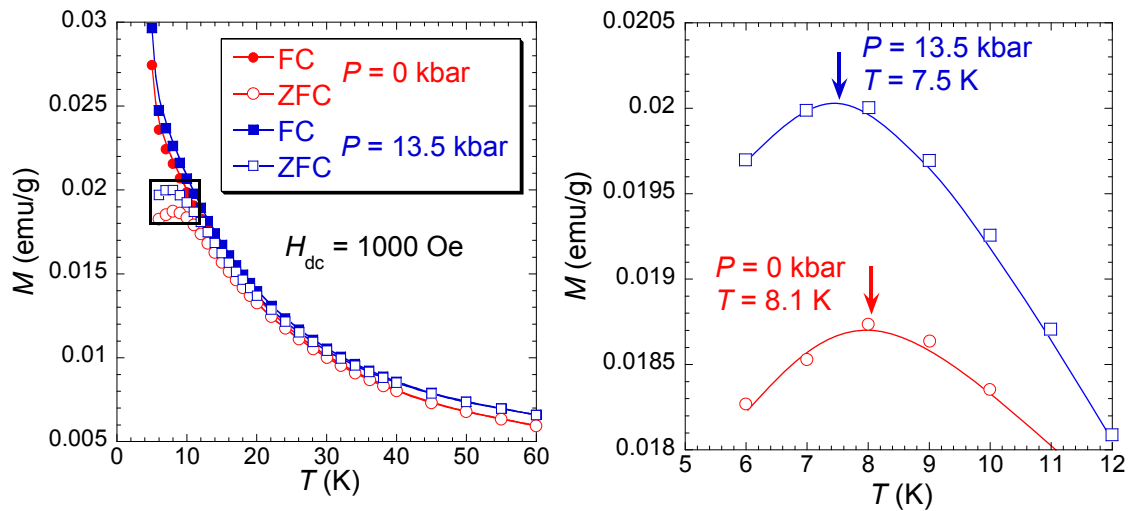 0.03
0.025
0.02
0.015
0.01
0.005
M (emu/g)
FC
ZFC
P = 0 kbar
FC
ZFC
P = 13.5 kbar
H_dc = 1000 Oe
0 10 20 30 40 50 60
T (K)
0.0205
0.02
0.0195
0.019
0.0185
0.018
M (emu/g)
P = 13.5 kbar
T = 7.5 K
P = 0 kbar
T = 8.1 K
5 6 7 8 9 10 11 12
T (K)